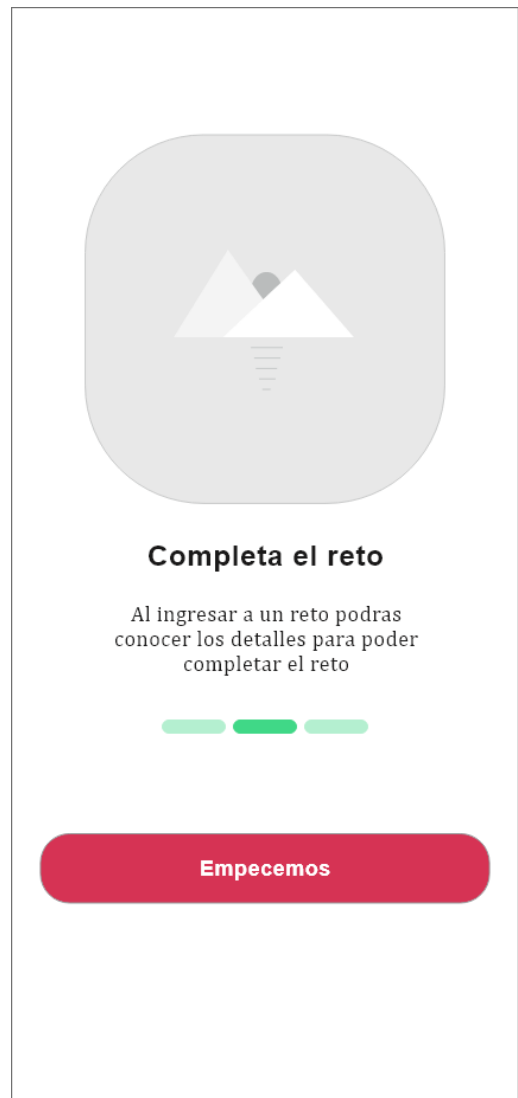 Completa el reto
Al ingresar a un reto podras
conocer los detalles para poder
completar el reto
Empecemos